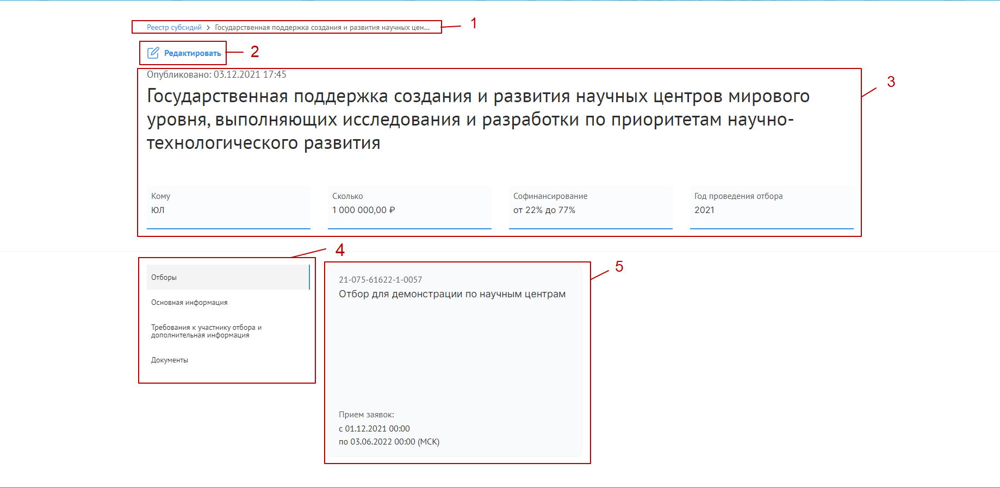 Реестр субсидий > Государственная поддержка создания и развития научных цен... 1
Редактировать 2
Опубликовано: 03.12.2021 17:45
3
Государственная поддержка создания и развития научных центров мирового
уровня, выполняющих исследования и разработки по приоритетам научно-
технологического развития
Кому
ЮЛ
Сколько
1 000 000,00 ₽
Софинансирование
от 22% до 77%
Год проведения отбора
2021
4
Отборы
Основная информация
Требования к участнику отбора и
дополнительная информация
Документы
5
21-075-61622-1-0057
Отбор для демонстрации по научным центрам
Прием заявок:
с 01.12.2021 00:00
по 03.06.2022 00:00 (МСК)